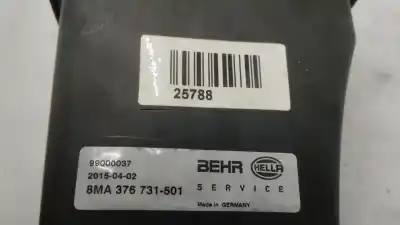 25788
99000037
2015-04-02
8MA 376 731-501
BEHR HELLA
SERVICE
Made in GERMANY